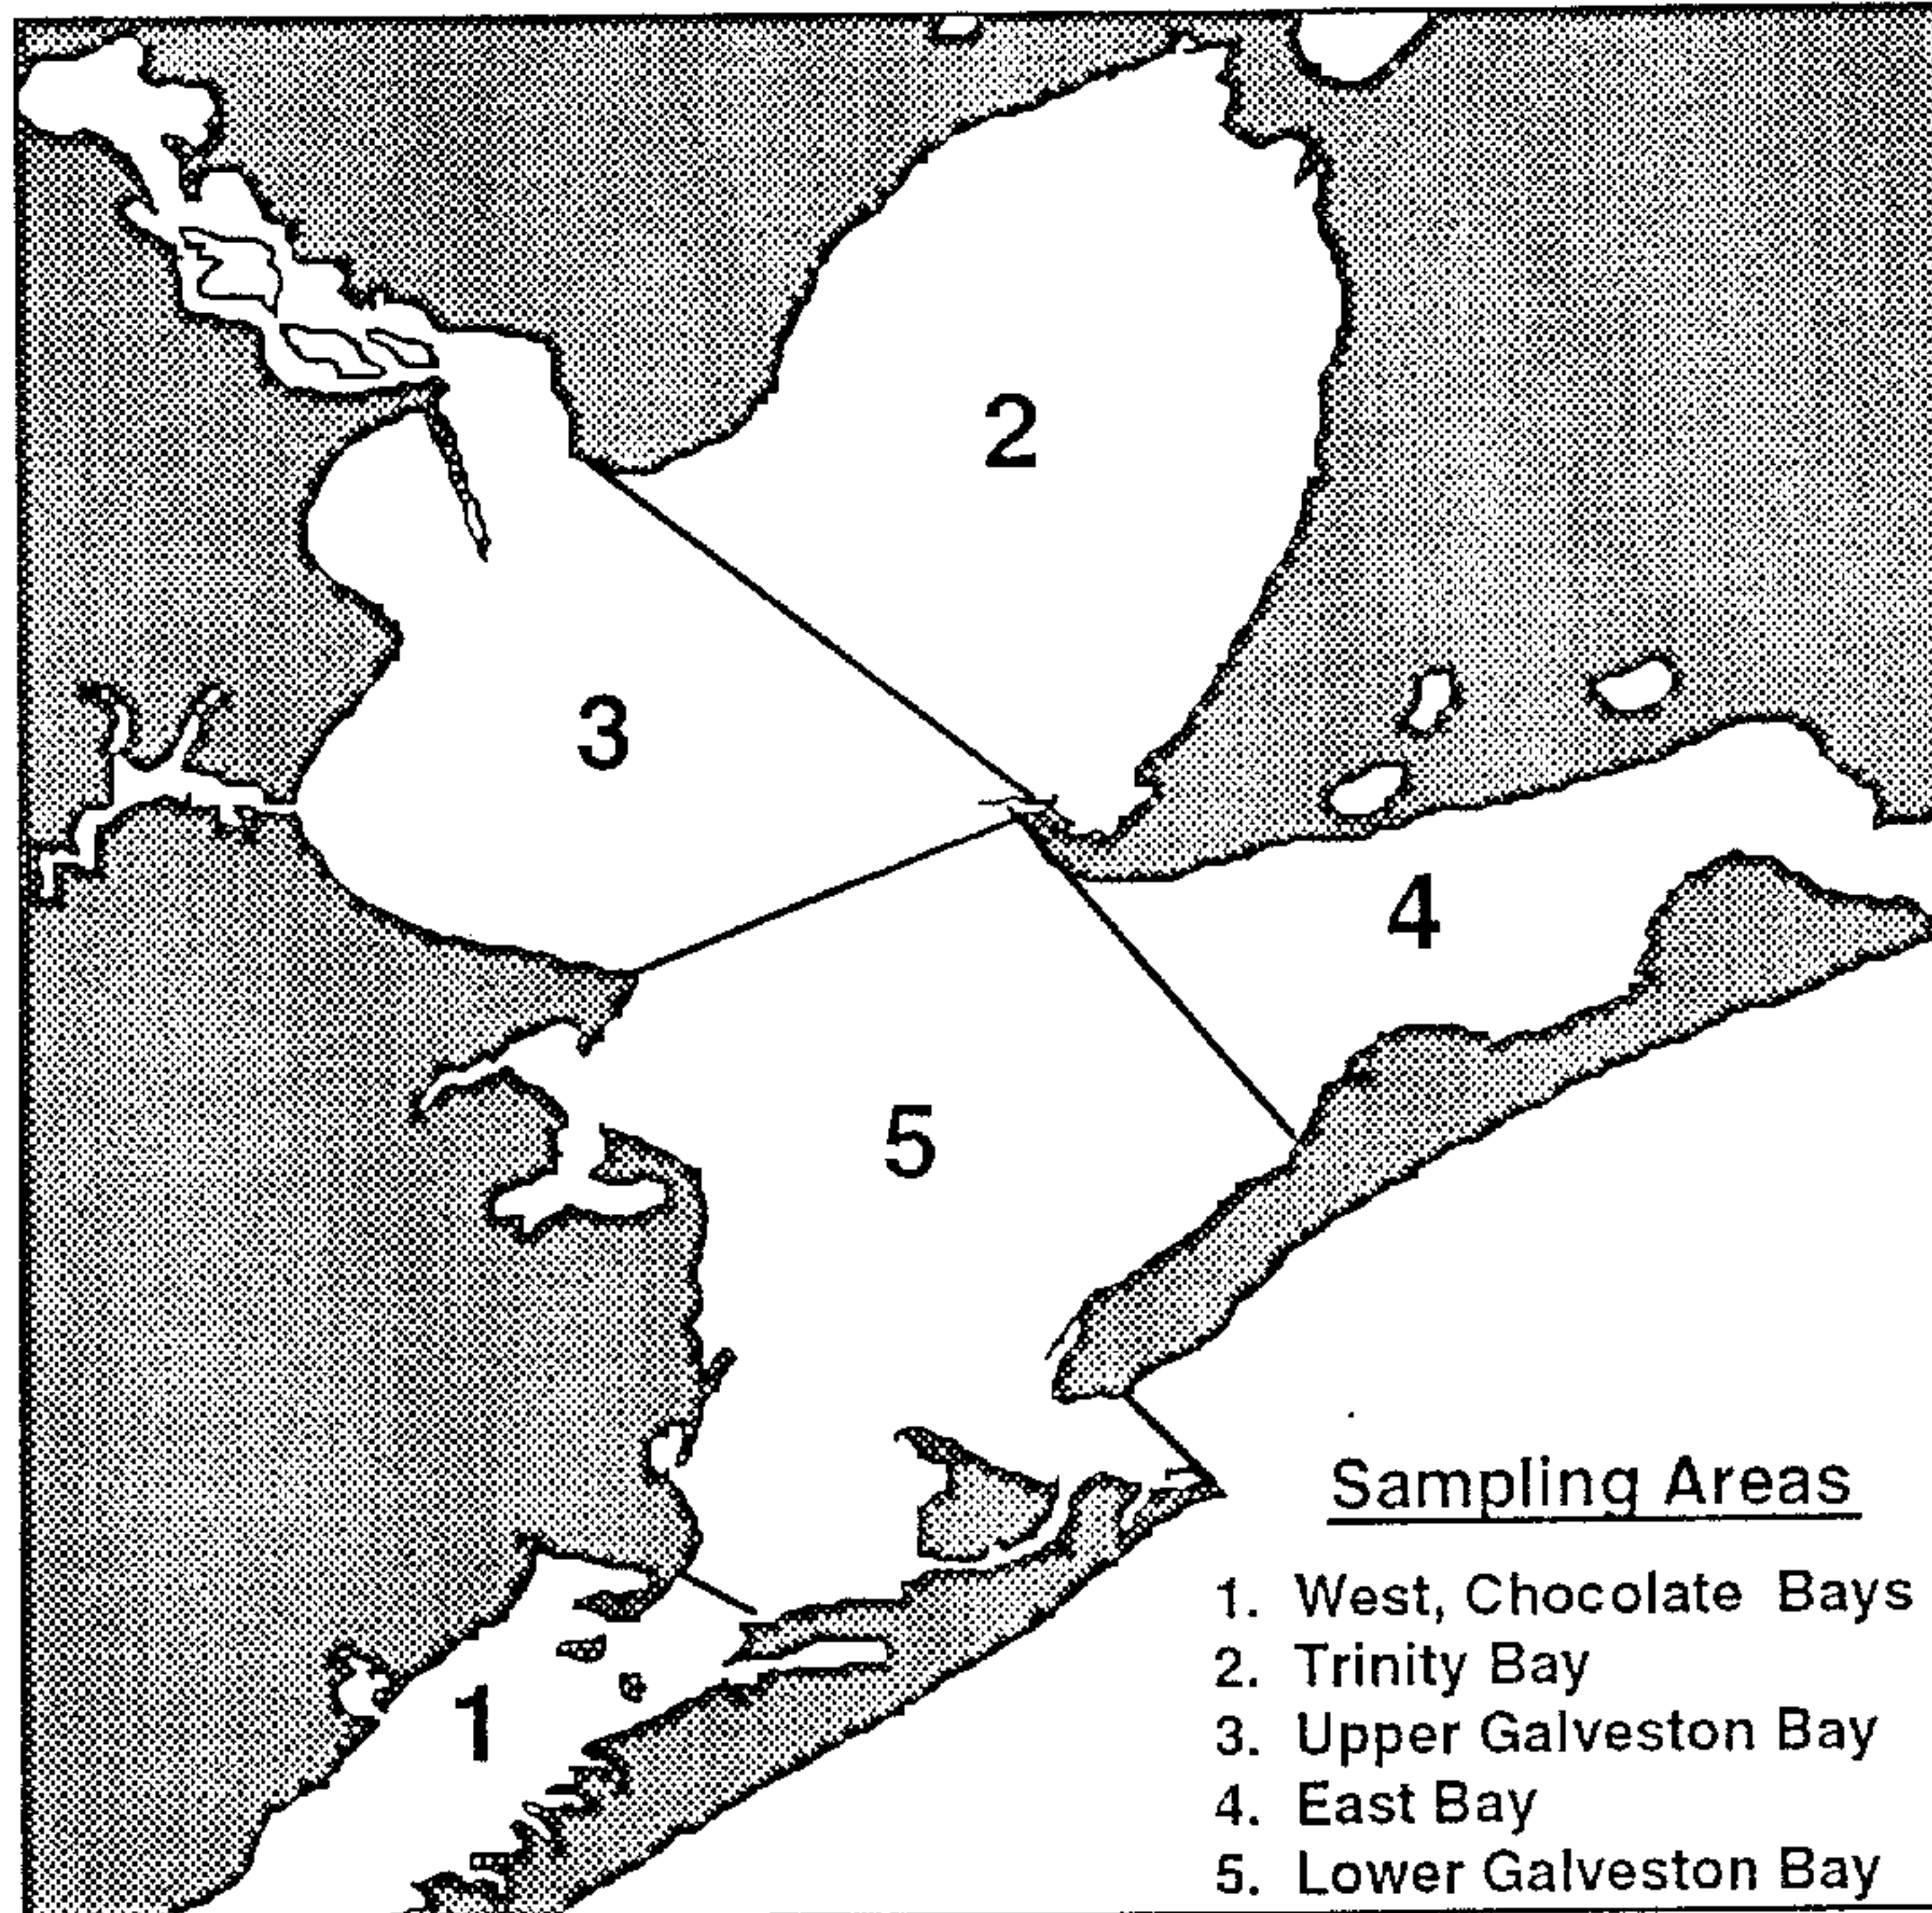 2
3
4
5
1
Sampling Areas
1. West, Chocolate Bays
2. Trinity Bay
3. Upper Galveston Bay
4. East Bay
5. Lower Galveston Bay